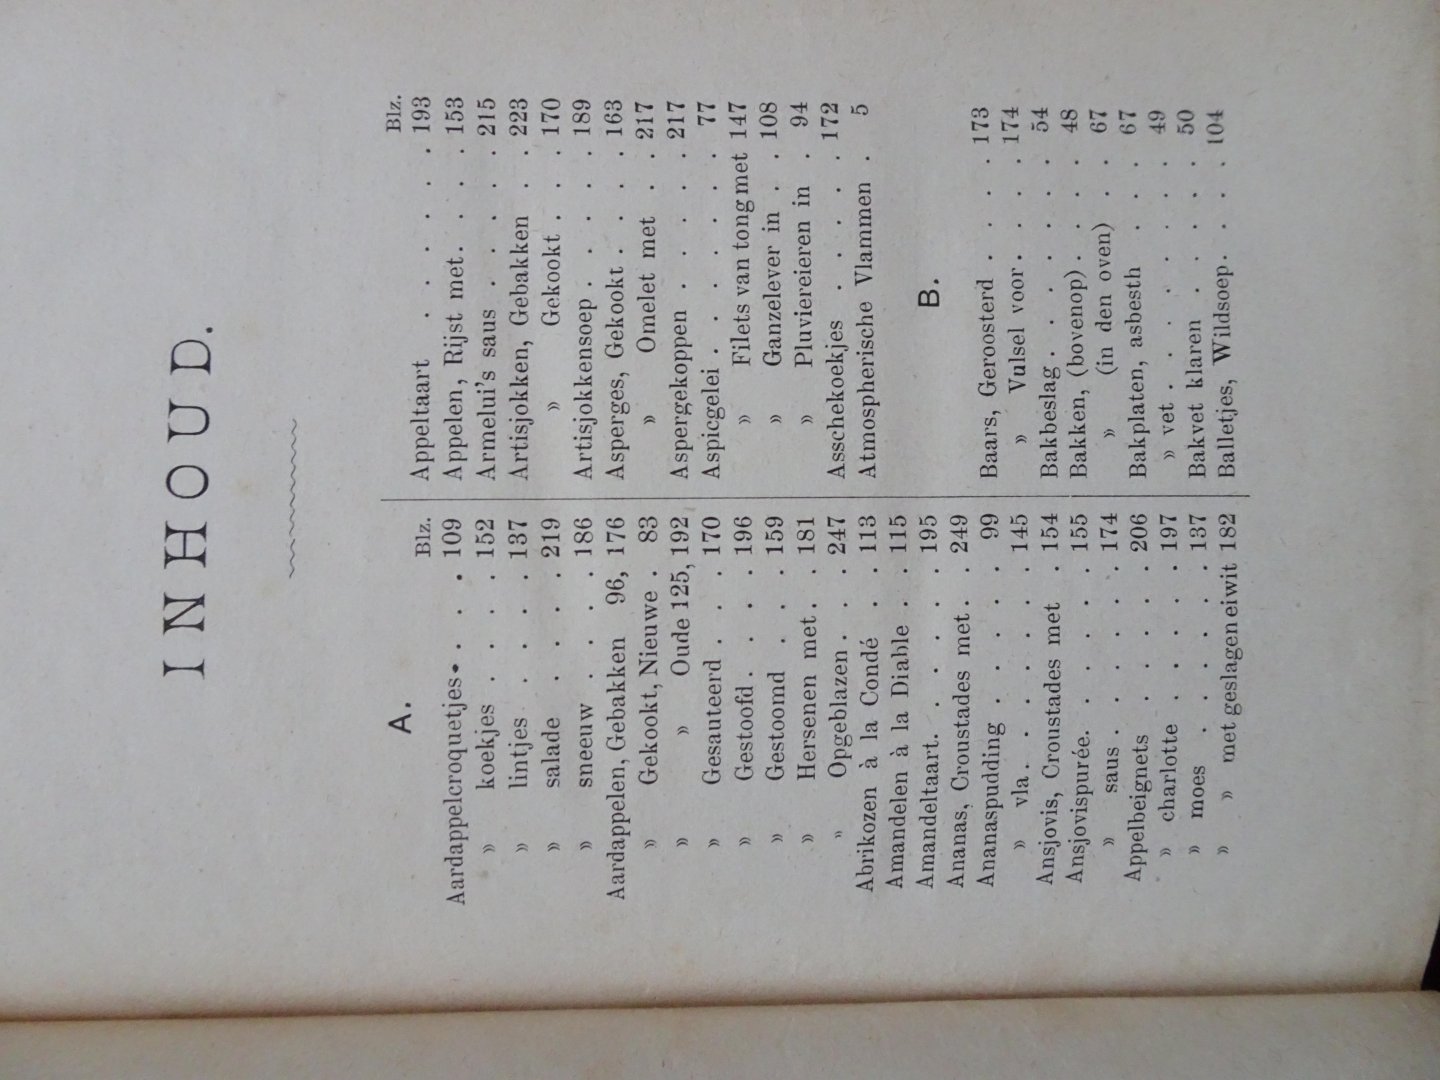 INHOUD.
A.
Blz.
Aardappelcroquetjes . . . 109
» koekjes . . . . 152
» lintjes . . . . 137
» salade . . . . 219
» sneeuw . . . . 186
Aardappelen, Gebakken 96, 176
» Gekookt, Nieuwe . 83
» » Oude 125, 192
» Gesauteerd . . . 170
» Gestoofd . . . . 196
» Gestoomd . . . 159
» Hersenen met . . 181
» Opgeblazen . . . 247
Abrikozen à la Condé . . 113
Amandelen à la Diable . . 115
Amandeltaart. . . . . 195
Ananas, Croustades met . . 249
Ananaspudding . . . . . 99
» vla . . . . . . 145
Ansjovis, Croustades met . 154
Ansjovispurée. . . . . . 155
» saus . . . . . 174
Appelbeignets . . . . . 206
» charlotte . . . . 197
» moes . . . . . 137
» » met geslagen eiwit 182
Blz.
Appeltaart . . . . . . 193
Appelen, Rijst met. . . . 153
Armelui's saus . . . . . 215
Artisjokken, Gebakken . . 223
» Gekookt . . . 170
Artisjokkensoep . . . . . 189
Asperges, Gekookt . . . . 163
» Omelet met . . 217
Aspergekoppen . . . . . 217
Aspicgelei . . . . . . . 77
» Filets van tong met 147
» Ganzelever in . . 108
» Pluviereieren in . 94
Asschekoekjes . . . . . 172
Atmospherische Vlammen . 5
B.
Baars, Geroosterd . . . . 173
» Vulsel voor . . . . 174
Bakbeslag . . . . . . . 54
Bakken, (bovenop) . . . . 48
» (in den oven) . . 67
Bakplaten, asbesth . . . 67
» vet . . . . . . . 49
Bakvet klaren . . . . . 50
Balletjes, Wildsoep . . . . 104